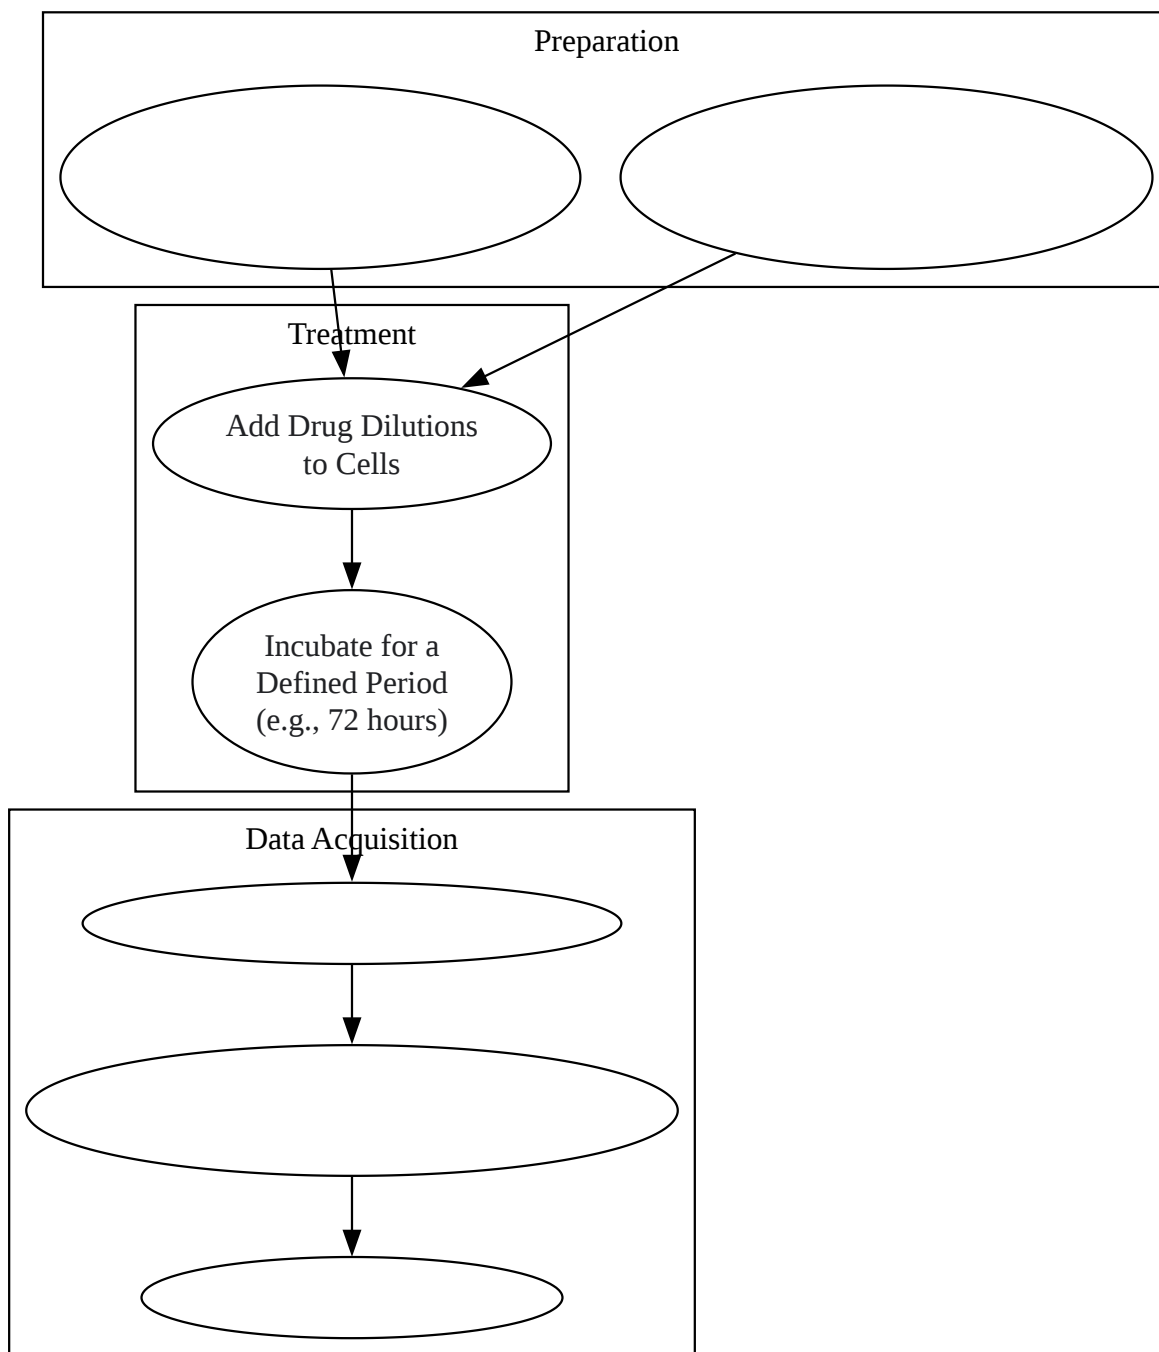 Preparation
Treatment
Add Drug Dilutions
to Cells
Incubate for a
Defined Period
(e.g., 72 hours)
Data Acquisition